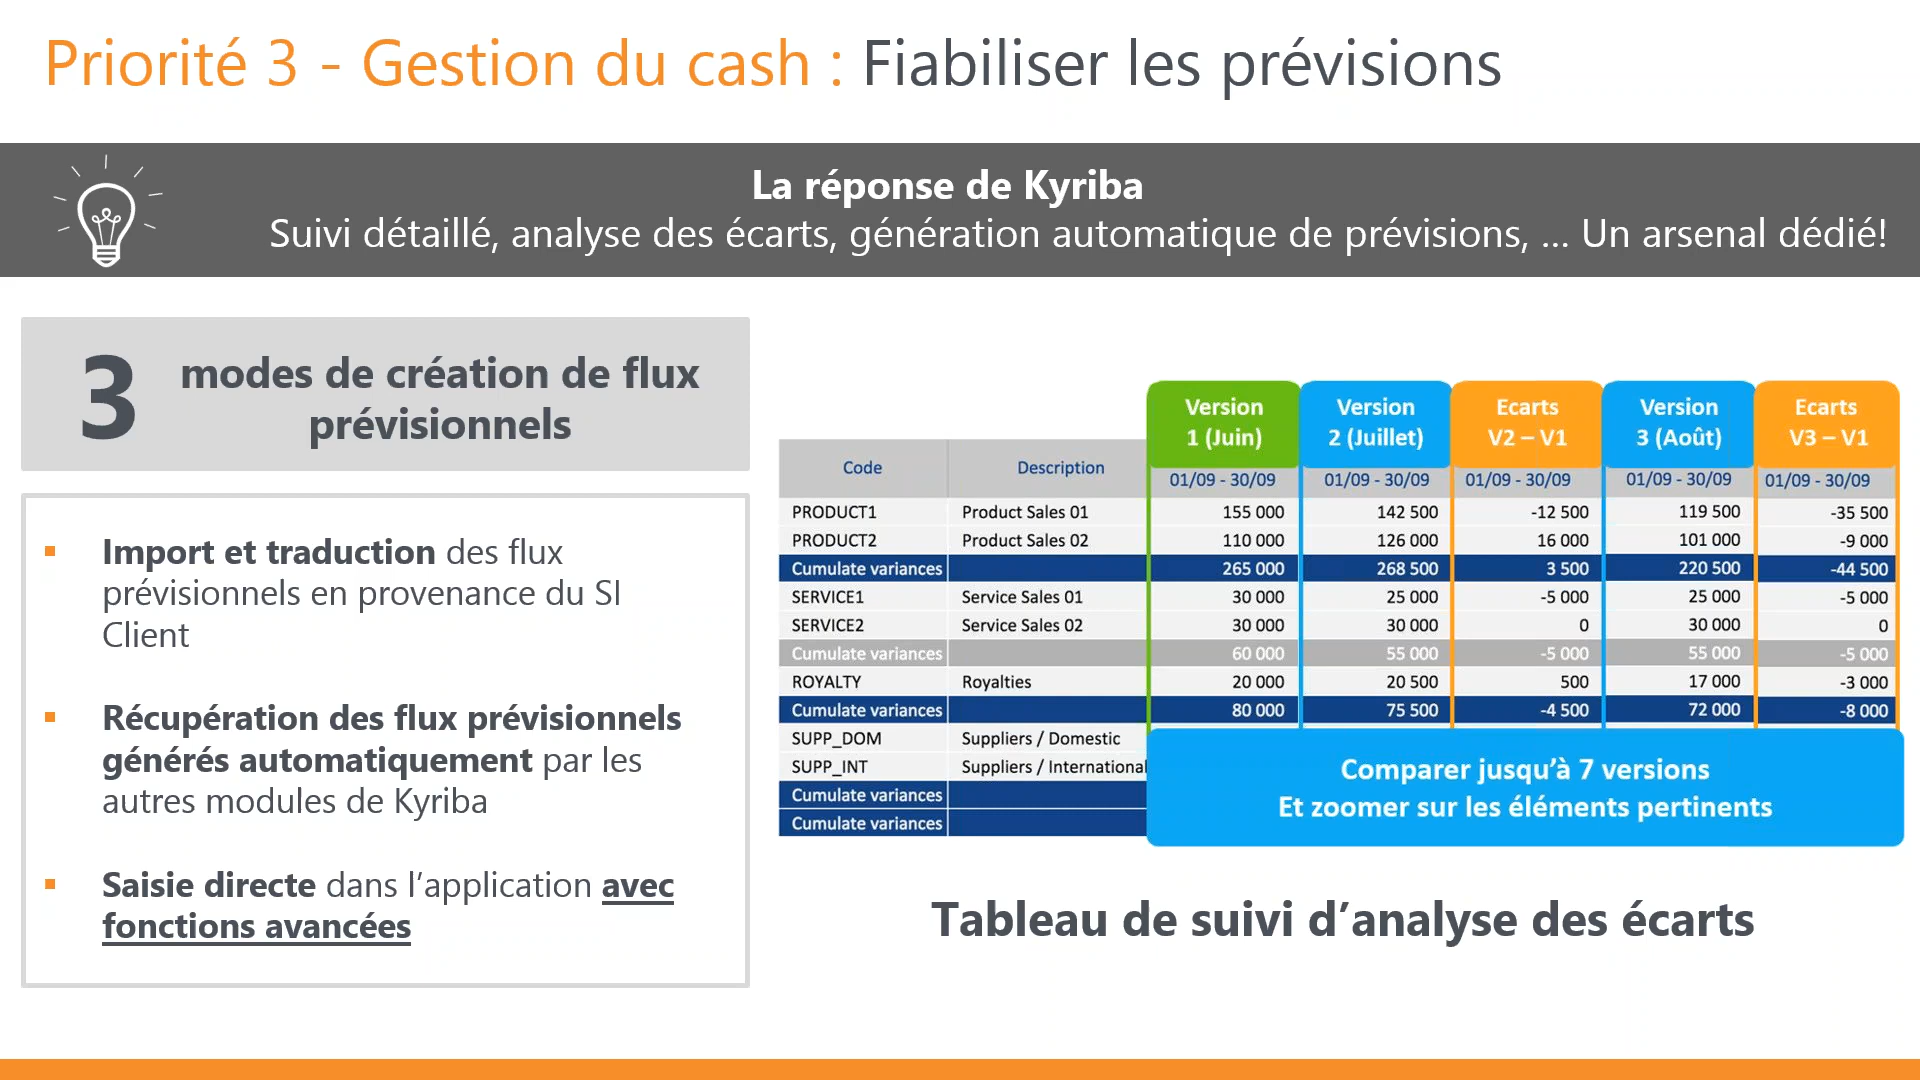 Priorité 3 - Gestion du cash : Fiabiliser les prévisions
La réponse de Kyriba
Suivi détaillé, analyse des écarts, génération automatique de prévisions, ... Un arsenal dédié!
3 modes de création de flux
prévisionnels
▪ Import et traduction des flux
prévisionnels en provenance du SI
Client
▪ Récupération des flux prévisionnels
générés automatiquement par les
autres modules de Kyriba
▪ Saisie directe dans l’application avec
fonctions avancées
Version Version Ecarts Version Ecarts
1 (Juin) 2 (Juillet) V2 – V1 3 (Août) V3 – V1
Code Description 01/09 - 30/09 01/09 - 30/09 01/09 - 30/09 01/09 - 30/09 01/09 - 30/09
PRODUCT1 Product Sales 01 155 000 142 500 -12 500 119 500 -35 500
PRODUCT2 Product Sales 02 110 000 126 000 16 000 101 000 -9 000
Cumulate variances 265 000 268 500 3 500 220 500 -44 500
SERVICE1 Service Sales 01 30 000 25 000 -5 000 25 000 -5 000
SERVICE2 Service Sales 02 30 000 30 000 0 30 000 0
Cumulate variances 60 000 55 000 -5 000 55 000 -5 000
ROYALTY Royalties 20 000 20 500 500 17 000 -3 000
Cumulate variances 80 000 75 500 -4 500 72 000 -8 000
SUPP_DOM Suppliers / Domestic
SUPP_INT Suppliers / International
Cumulate variances
Cumulate variances
Comparer jusqu’à 7 versions
Et zoomer sur les éléments pertinents
Tableau de suivi d’analyse des écarts